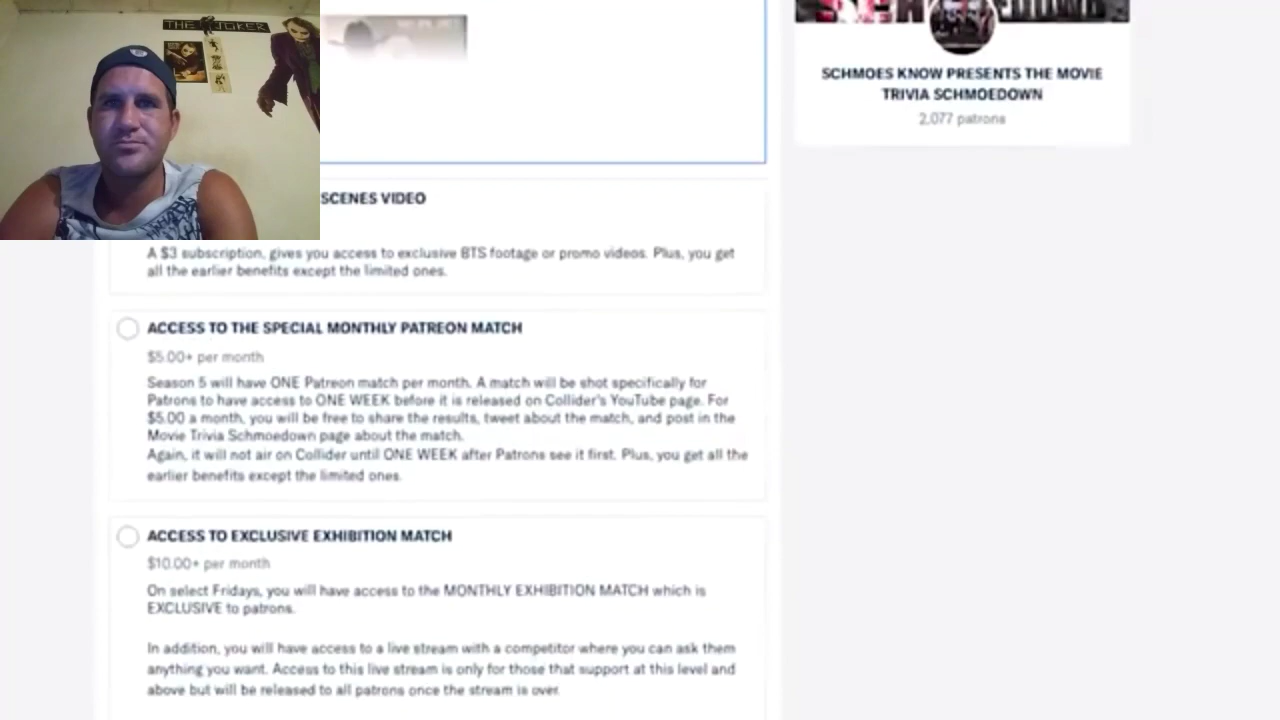 THE JOKER
SCHMOES KNOW PRESENTS THE MOVIE
TRIVIA SCHMOEDOWN
2,077 patrons
SCENES VIDEO
A $3 subscription, gives you access to exclusive BTS footage or promo videos. Plus, you get
all the earlier benefits except the limited ones.
ACCESS TO THE SPECIAL MONTHLY PATREON MATCH
$5.00+ per month
Season 5 will have ONE Patreon match per month. A match will be shot specifically for
Patrons to have access to ONE WEEK before it is released on Collider's YouTube page. For
$5.00 a month, you will be free to share the results, tweet about the match, and post in the
Movie Trivia Schmoedown page about the match.
Again, it will not air on Collider until ONE WEEK after Patrons see it first. Plus, you get all the
earlier benefits except the limited ones.
ACCESS TO EXCLUSIVE EXHIBITION MATCH
$10.00+ per month
On select Fridays, you will have access to the MONTHLY EXHIBITION MATCH which is
EXCLUSIVE to patrons.
In addition, you will have access to a live stream with a competitor where you can ask them
anything you want. Access to this live stream is only for those that support at this level and
above but will be released to all patrons once the stream is over.